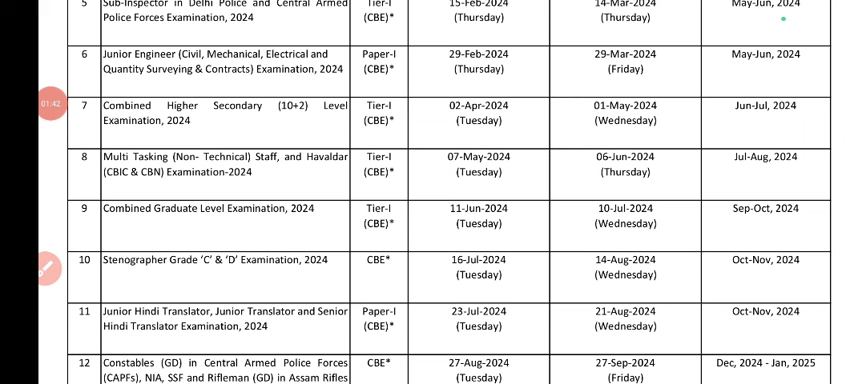 5 Sub-Inspector in Delhi Police and Central Armed Tier-I 15-Feb-2024 14-Mar-2024 May-Jun, 2024
Police Forces Examination, 2024 (CBE)* (Thursday) (Thursday)
6 Junior Engineer (Civil, Mechanical, Electrical and Paper-I 29-Feb-2024 29-Mar-2024 May-Jun, 2024
Quantity Surveying & Contracts) Examination, 2024 (CBE)* (Thursday) (Friday)
01:42
7 Combined Higher Secondary (10+2) Level Tier-I 02-Apr-2024 01-May-2024 Jun-Jul, 2024
Examination, 2024 (CBE)* (Tuesday) (Wednesday)
8 Multi Tasking (Non- Technical) Staff, and Havaldar Tier-I 07-May-2024 06-Jun-2024 Jul-Aug, 2024
(CBIC & CBN) Examination-2024 (CBE)* (Tuesday) (Thursday)
9 Combined Graduate Level Examination, 2024 Tier-I 11-Jun-2024 10-Jul-2024 Sep-Oct, 2024
(CBE)* (Tuesday) (Wednesday)
10 Stenographer Grade ‘C’ & ‘D’ Examination, 2024 CBE* 16-Jul-2024 14-Aug-2024 Oct-Nov, 2024
(Tuesday) (Wednesday)
11 Junior Hindi Translator, Junior Translator and Senior Paper-I 23-Jul-2024 21-Aug-2024 Oct-Nov, 2024
Hindi Translator Examination, 2024 (CBE)* (Tuesday) (Wednesday)
12 Constables (GD) in Central Armed Police Forces CBE* 27-Aug-2024 27-Sep-2024 Dec, 2024 - Jan, 2025
(CAPFs), NIA, SSF and Rifleman (GD) in Assam Rifles (Tuesday) (Friday)